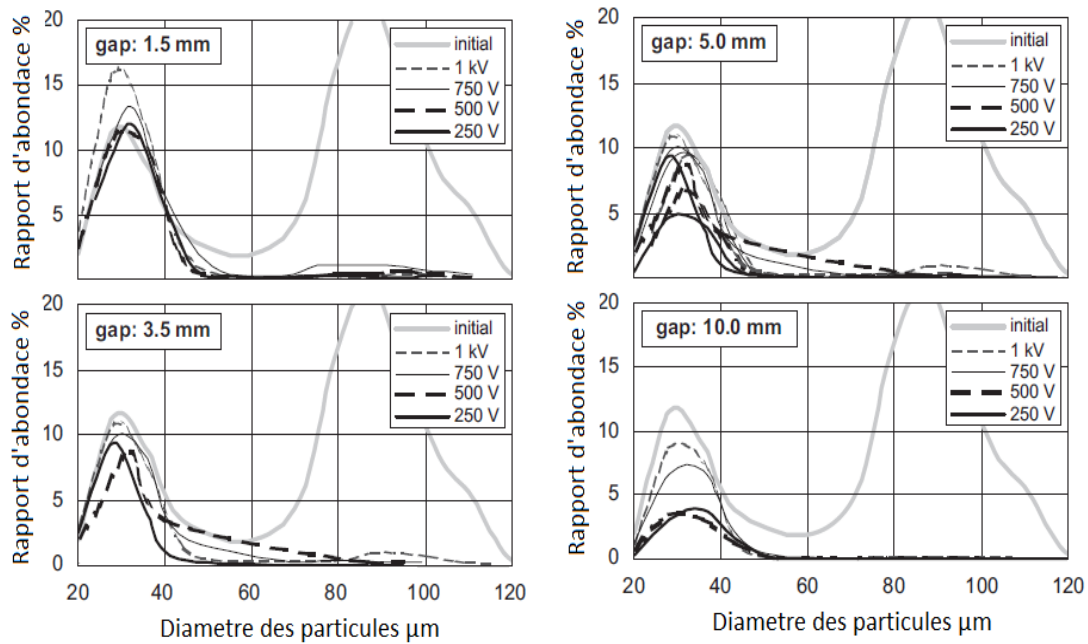 Rapport d'abondace %
20
15
10
5
gap: 1.5 mm
initial
1 kV
750 V
500 V
250 V
Rapport d'abondace %
20
15
10
5
gap: 5.0 mm
initial
1 kV
750 V
500 V
250 V
Rapport d'abondace %
20
15
10
5
0
gap: 3.5 mm
initial
1 kV
750 V
500 V
250 V
20 40 60 80 100 120
Diametre des particules µm
Rapport d'abondace %
20
15
10
5
0
gap: 10.0 mm
initial
1 kV
750 V
500 V
250 V
20 40 60 80 100 120
Diametre des particules µm